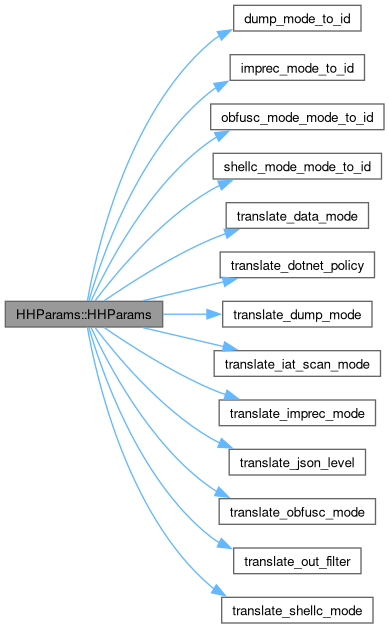 dump_mode_to_id
imprec_mode_to_id
obfusc_mode_mode_to_id
shellc_mode_mode_to_id
translate_data_mode
translate_dotnet_policy
HHParams::HHParams
translate_dump_mode
translate_iat_scan_mode
translate_imprec_mode
translate_json_level
translate_obfusc_mode
translate_out_filter
translate_shellc_mode